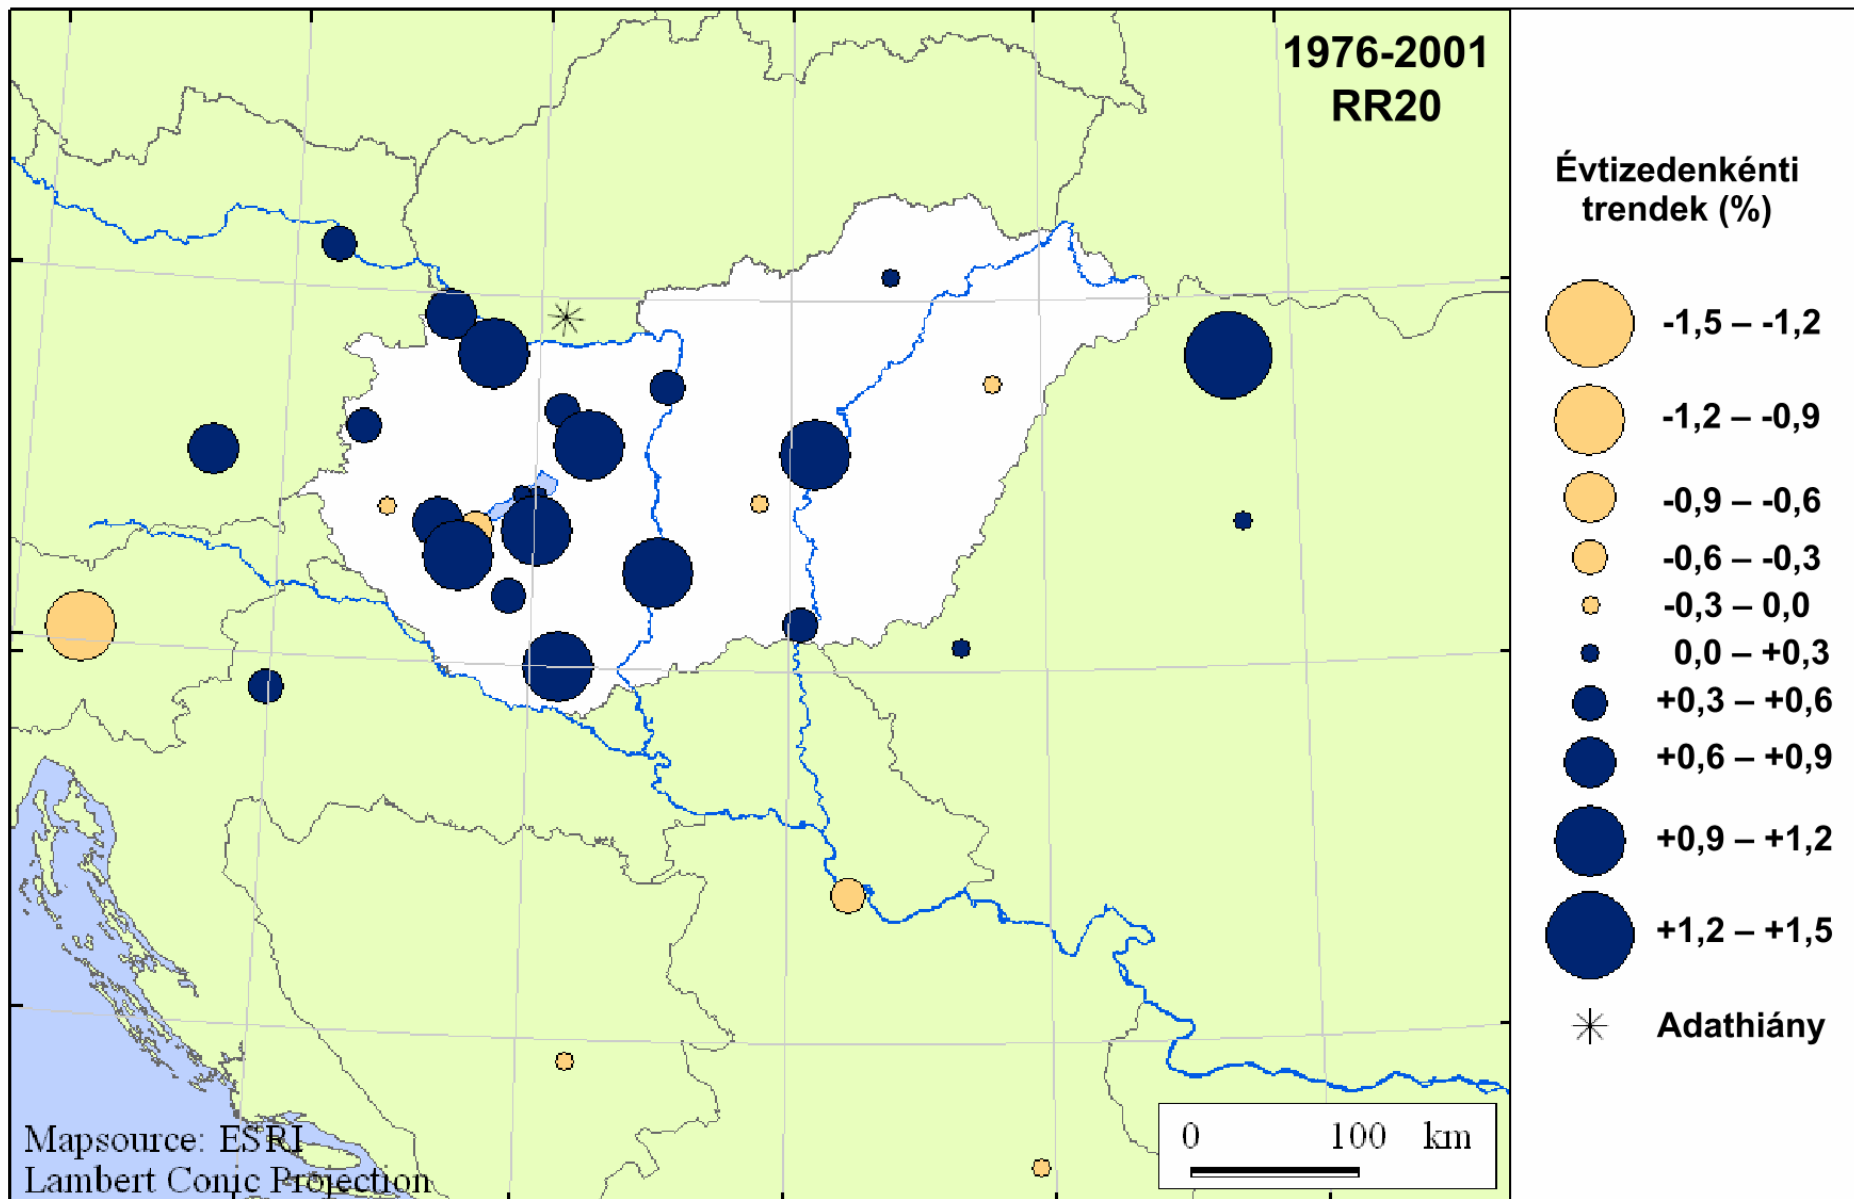 1976-2001
RR20
Évtizedenkénti
trendek (%)
-1,5 – -1,2
-1,2 – -0,9
-0,9 – -0,6
-0,6 – -0,3
-0,3 – 0,0
0,0 – +0,3
+0,3 – +0,6
+0,6 – +0,9
+0,9 – +1,2
+1,2 – +1,5
Adathiány
0 100 km
Mapsource: ESRI
Lambert Conic Projection